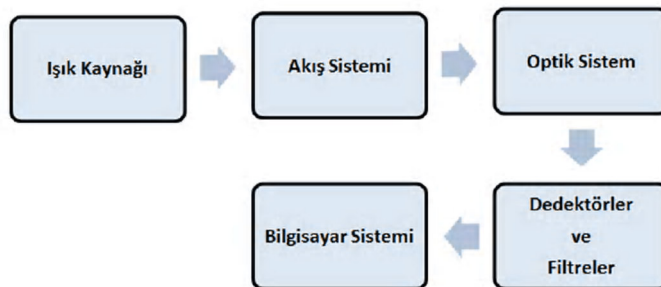 Işık Kaynağı
Akış Sistemi
Optik Sistem
Dedektörler
ve
Filtreler
Bilgisayar Sistemi